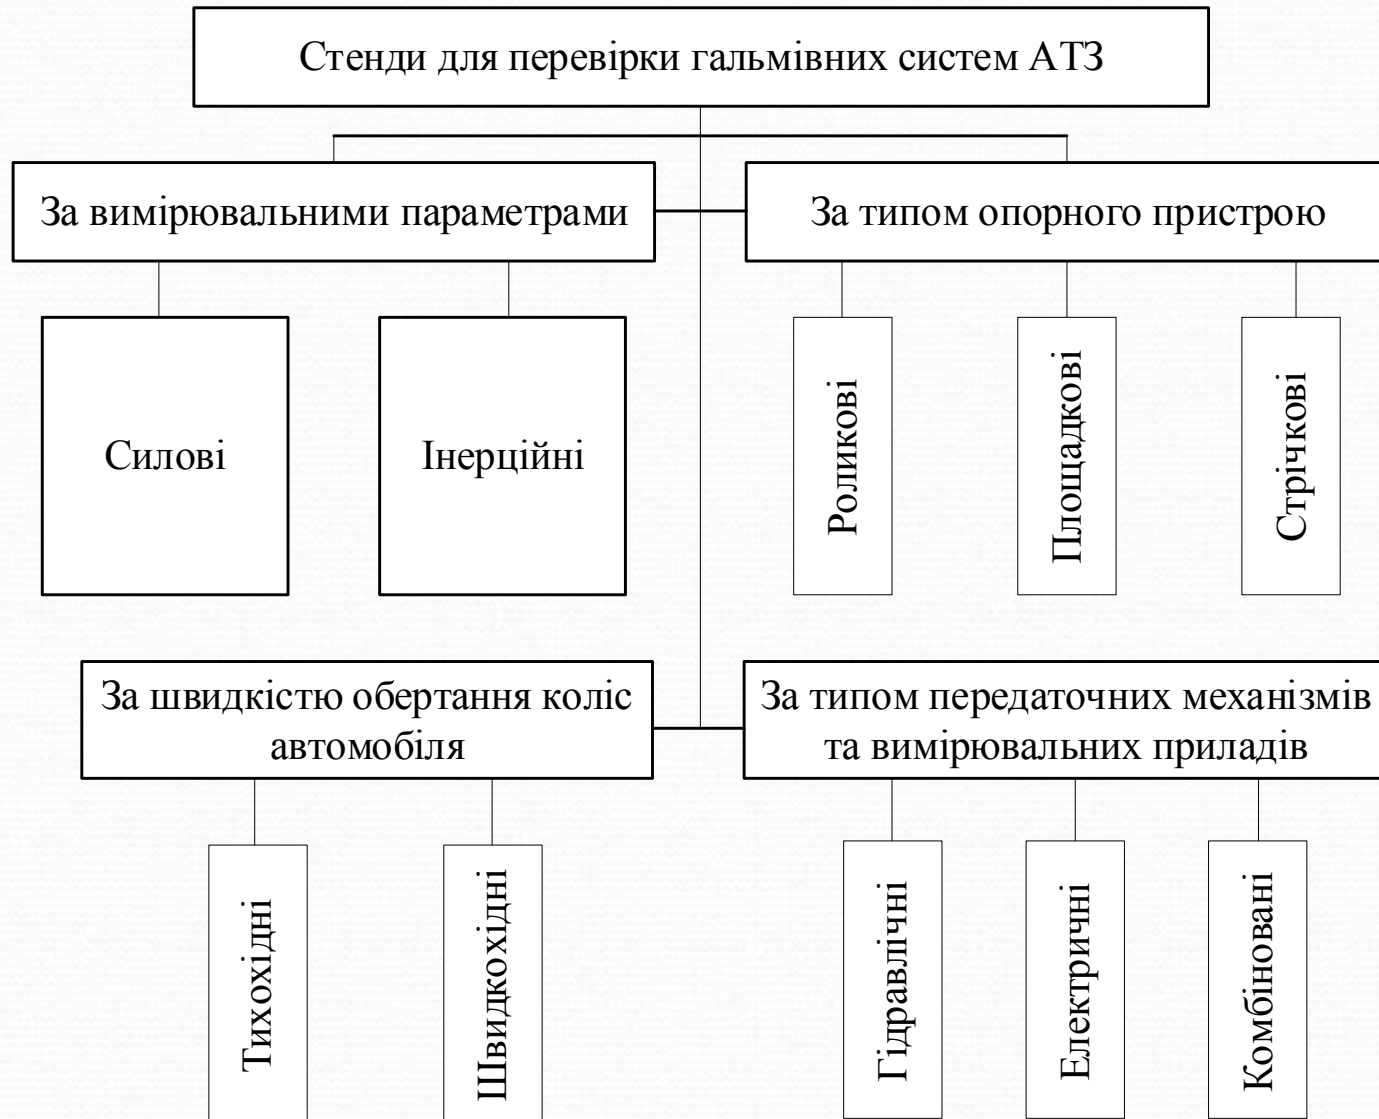 Стенди для перевірки гальмівних систем АТЗ
За вимірювальними параметрами
За типом опорного пристрою
Силові
Інерційні
Роликові
Площадкові
Стрічкові
За швидкістю обертання коліс
автомобіля
За типом передаточних механізмів
та вимірювальних приладів
Тихохідні
Швидкохідні
Гідравлічні
Електричні
Комбіновані